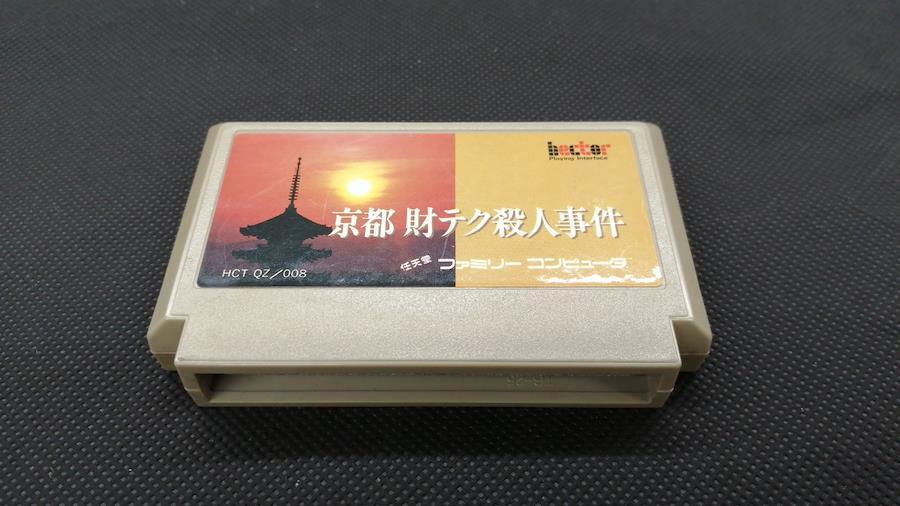 hector
Playing Interface
京都 財テク殺人事件
任天堂 ファミリー コンピュータ
HCT QZ/008